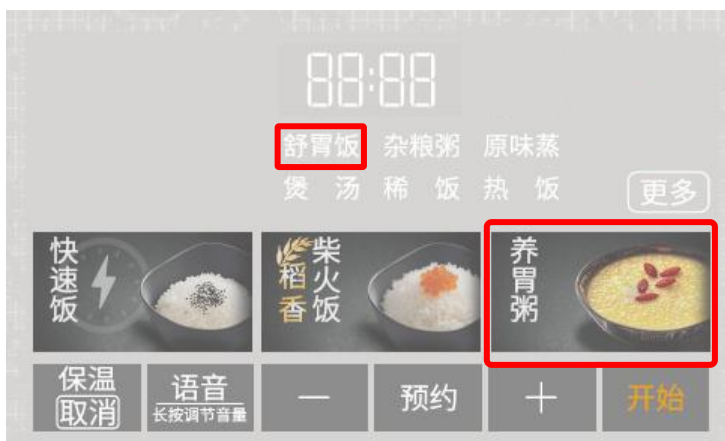 88:88
舒胃饭 杂粮粥 原味蒸
煲汤 稀饭 热饭 更多
快速饭
稻香
柴火饭
养胃粥
保温
取消
语音
长按调节音量
—
预约
+
开始